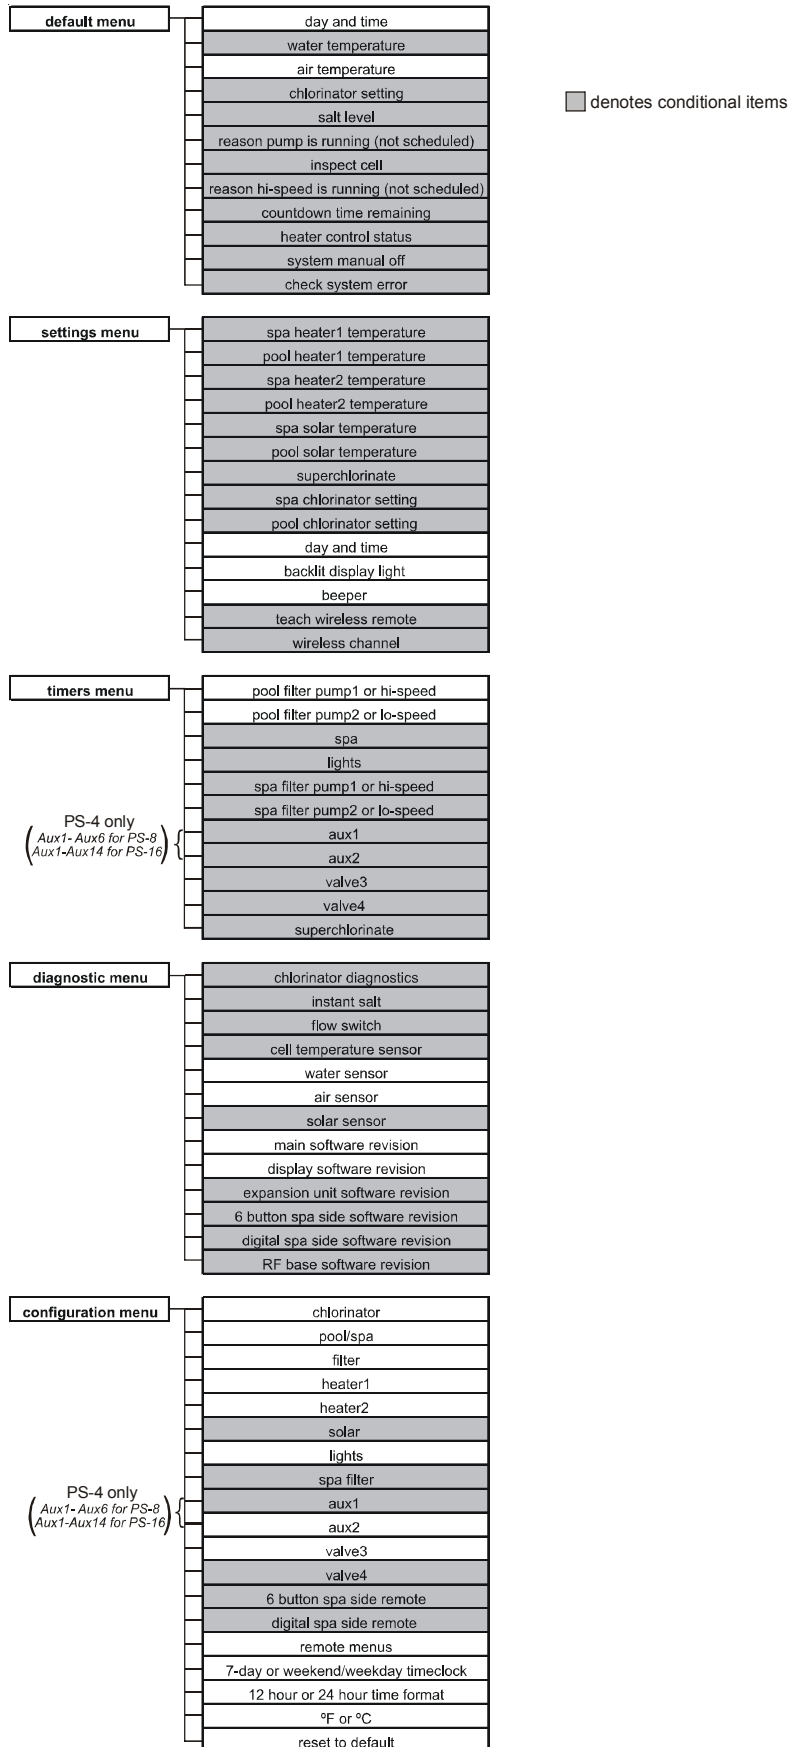 default menu
day and time
water temperature
air temperature
chlorinator setting
salt level
reason pump is running (not scheduled)
inspect cell
reason hi-speed is running (not scheduled)
countdown time remaining
heater control status
system manual off
check system error
denotes conditional items
settings menu
spa heater1 temperature
pool heater1 temperature
spa heater2 temperature
pool heater2 temperature
spa solar temperature
pool solar temperature
superchlorinate
spa chlorinator setting
pool chlorinator setting
day and time
backlit display light
beeper
teach wireless remote
wireless channel
timers menu
pool filter pump1 or hi-speed
pool filter pump2 or lo-speed
spa
lights
spa filter pump1 or hi-speed
spa filter pump2 or lo-speed
PS-4 only
(Aux1- Aux6 for PS-8
Aux1-Aux14 for PS-16) {
aux1
aux2
valve3
valve4
superchlorinate
diagnostic menu
chlorinator diagnostics
instant salt
flow switch
cell temperature sensor
water sensor
air sensor
solar sensor
main software revision
display software revision
expansion unit software revision
6 button spa side software revision
digital spa side software revision
RF base software revision
configuration menu
chlorinator
pool/spa
filter
heater1
heater2
solar
lights
spa filter
PS-4 only
(Aux1- Aux6 for PS-8
Aux1-Aux14 for PS-16) {
aux1
aux2
valve3
valve4
6 button spa side remote
digital spa side remote
remote menus
7-day or weekend/weekday timeclock
12 hour or 24 hour time format
ºF or ºC
reset to default